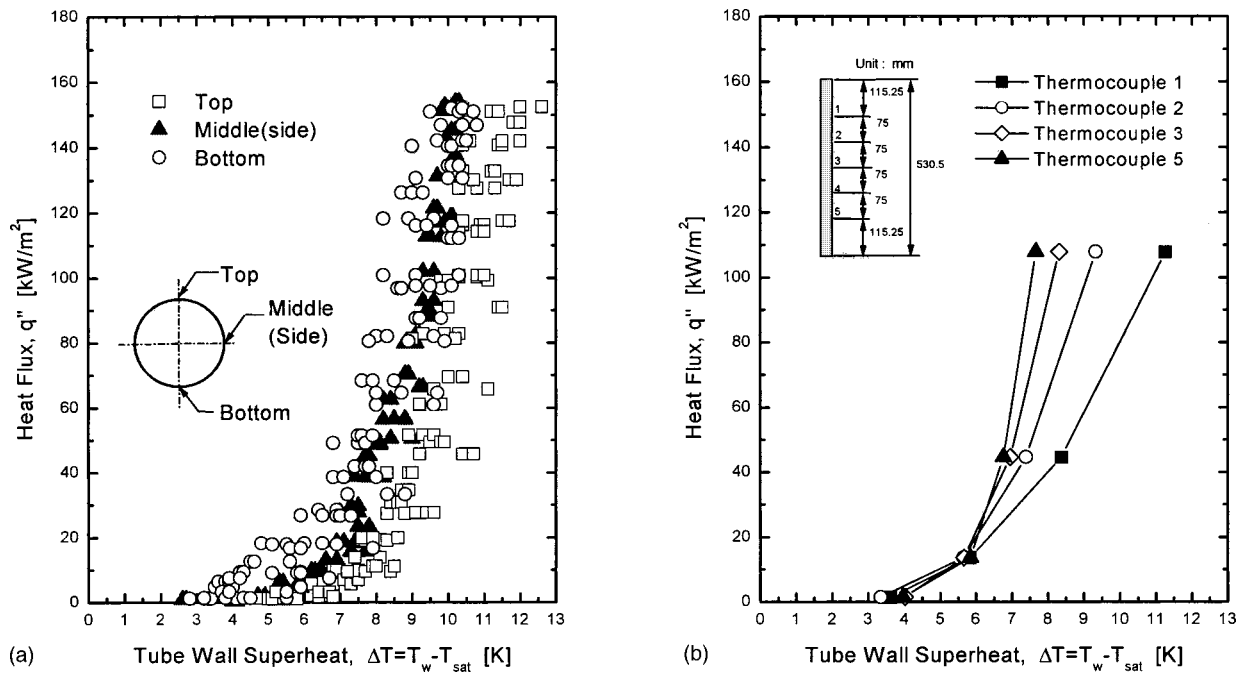 180
160
140
120
100
80
60
40
20
0
Heat Flux, q" [kW/m²]
Top
Middle(side)
Bottom
Top
Middle
(Side)
Bottom
0 1 2 3 4 5 6 7 8 9 10 11 12 13
(a)
Tube Wall Superheat, ΔT=T_w-T_sat [K]
180
160
140
120
100
80
60
40
20
0
Heat Flux, q" [kW/m²]
Unit : mm
115.25
1
75
2
75
3
75
4
75
5
115.25
530.5
Thermocouple 1
Thermocouple 2
Thermocouple 3
Thermocouple 5
0 1 2 3 4 5 6 7 8 9 10 11 12 13
(b)
Tube Wall Superheat, ΔT=T_w-T_sat [K]